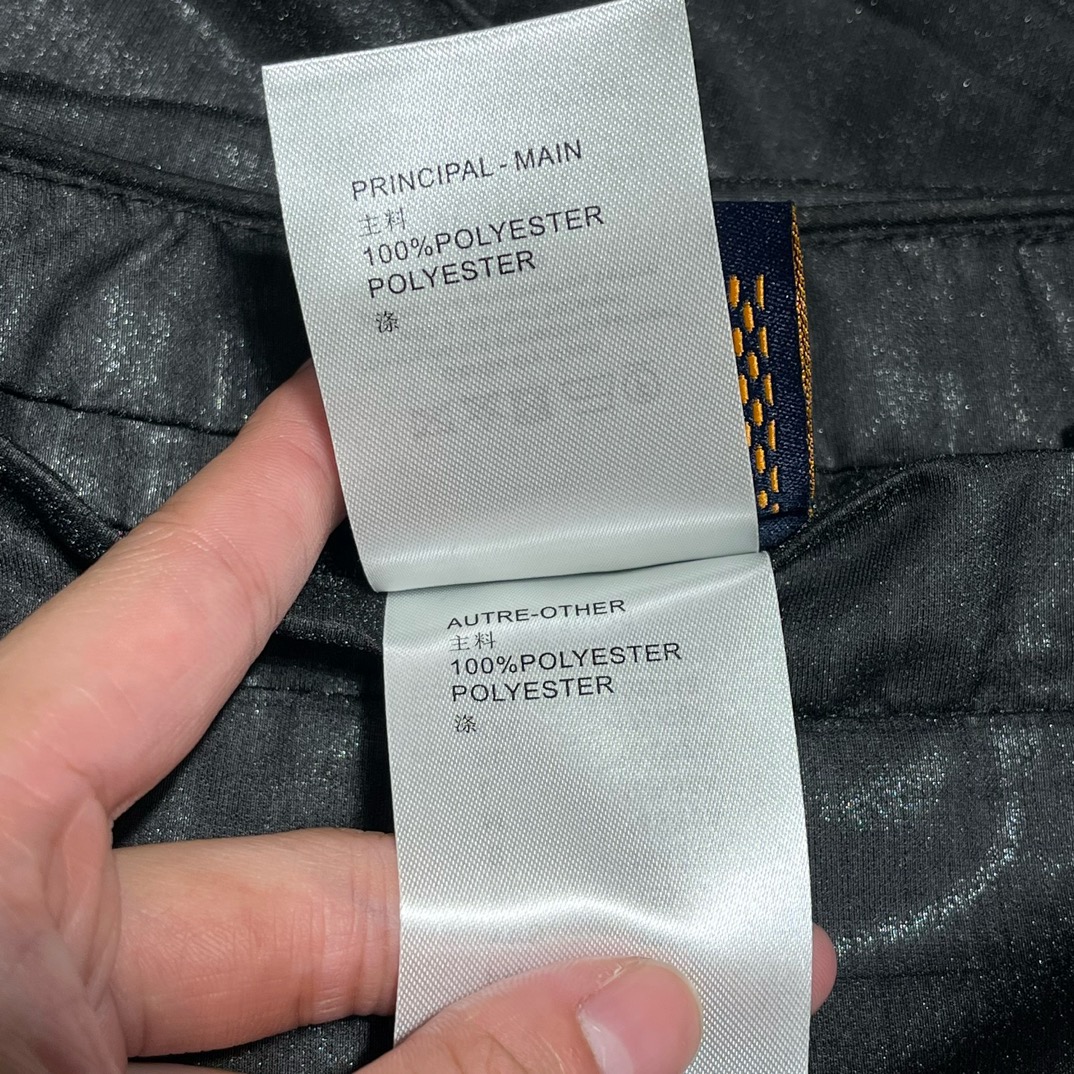 PRINCIPAL - MAIN
主料
100%POLYESTER
POLYESTER
涤
AUTRE-OTHER
主料
100%POLYESTER
POLYESTER
涤